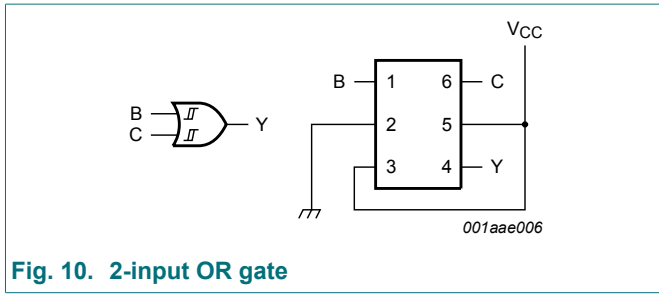 VCC
B 1 6 C
B
C Y
2 5
3 4 Y
001aae006
Fig. 10. 2-input OR gate